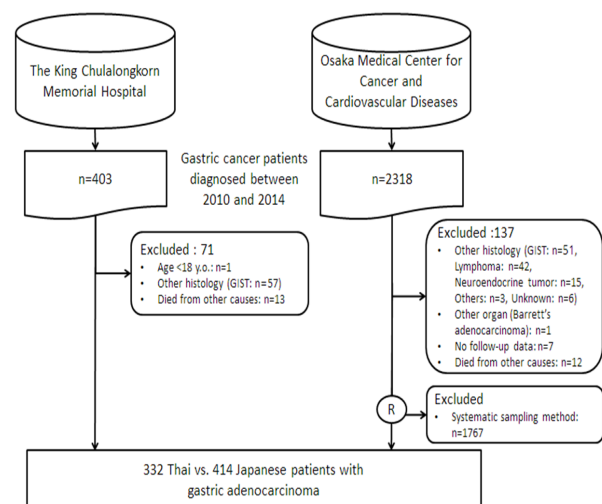 The King Chulalongkorn
Memorial Hospital
Osaka Medical Center for
Cancer and
Cardiovascular Diseases
n=403
Gastric cancer patients
diagnosed between
2010 and 2014
n=2318
Excluded : 71
• Age <18 y.o.: n=1
• Other histology (GIST: n=57)
• Died from other causes: n=13
Excluded :137
• Other histology (GIST: n=51,
Lymphoma: n=42,
Neuroendocrine tumor: n=15,
Others: n=3, Unknown: n=6)
• Other organ (Barrett's
adenocarcinoma): n=1
• No follow-up data: n=7
• Died from other causes: n=12
R
Excluded
• Systematic sampling method:
n=1767
332 Thai vs. 414 Japanese patients with
gastric adenocarcinoma